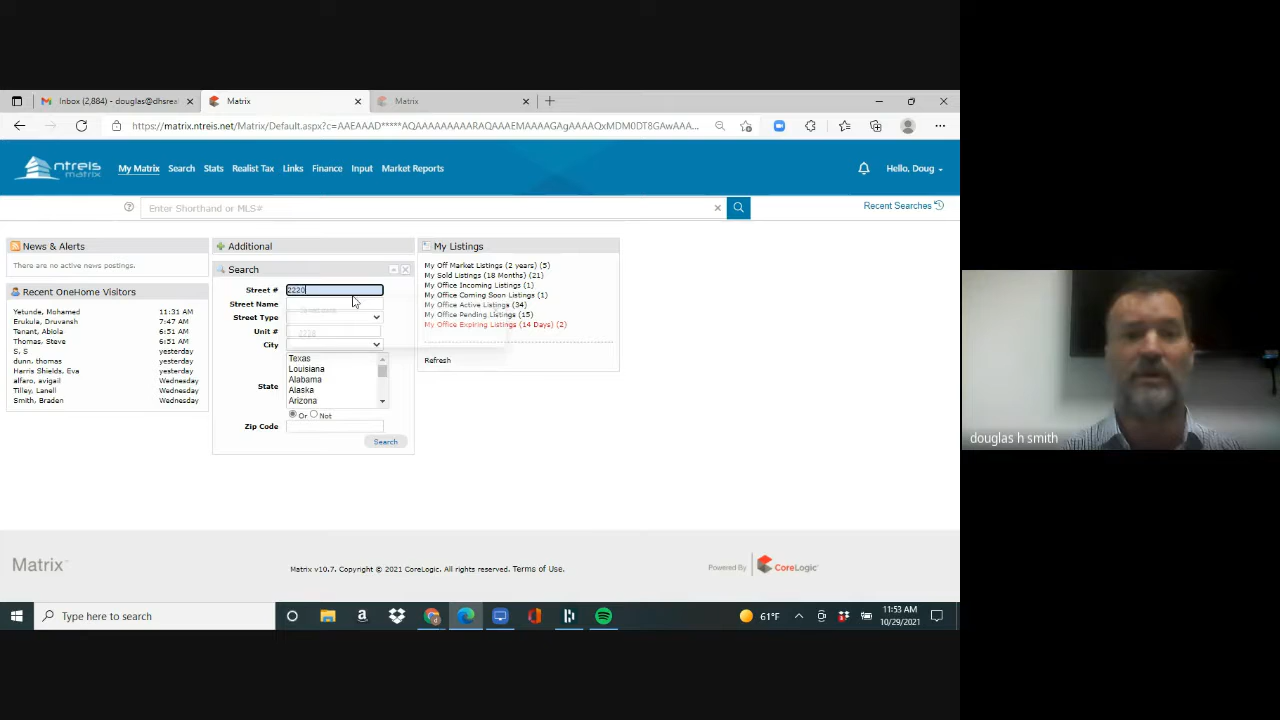 Inbox (2,884) - douglas@dhsrea
Matrix
Matrix
https://matrix.ntreis.net/Matrix/Default.aspx?c=AAEAAAD*****AQAAAAAAAAARAQAAAEMAAAAGAgAAAAQxMDM0DT8GAwAAA...
ntreis
matrix
My Matrix
Search
Stats
Realist Tax
Links
Finance
Input
Market Reports
Hello, Doug
Enter Shorthand or MLS#
Recent Searches
News & Alerts
There are no active news postings.
Recent OneHome Visitors
Yetunde, Mohamed 11:31 AM
Erukula, Druvansh 7:47 AM
Tenant, Abiola 6:51 AM
Thomas, Steve 6:51 AM
S, S yesterday
dunn, thomas yesterday
Harris Shields, Eva yesterday
alfaro, avigail Wednesday
Tilley, Lanell Wednesday
Smith, Braden Wednesday
Additional
Search
Street # 2220
Street Name
Street Type
Unit #
City
State
Texas
Louisiana
Alabama
Alaska
Arizona
Or Not
Zip Code
Search
My Listings
My Off Market Listings (2 years) (5)
My Sold Listings (18 Months) (21)
My Office Incoming Listings (1)
My Office Coming Soon Listings (1)
My Office Active Listings (34)
My Office Pending Listings (15)
My Office Expiring Listings (14 Days) (2)
Refresh
douglas h smith
Matrix
Matrix v10.7. Copyright © 2021 CoreLogic. All rights reserved. Terms of Use.
Powered By
CoreLogic
Type here to search
61°F
11:53 AM
10/29/2021